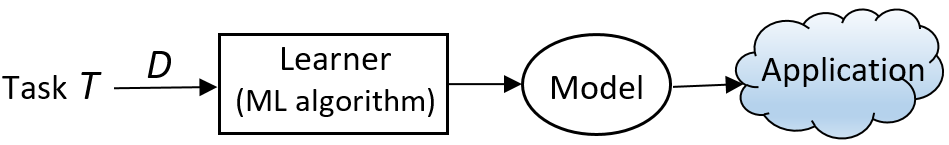 Task T
D
Learner
(ML algorithm)
Model
Application